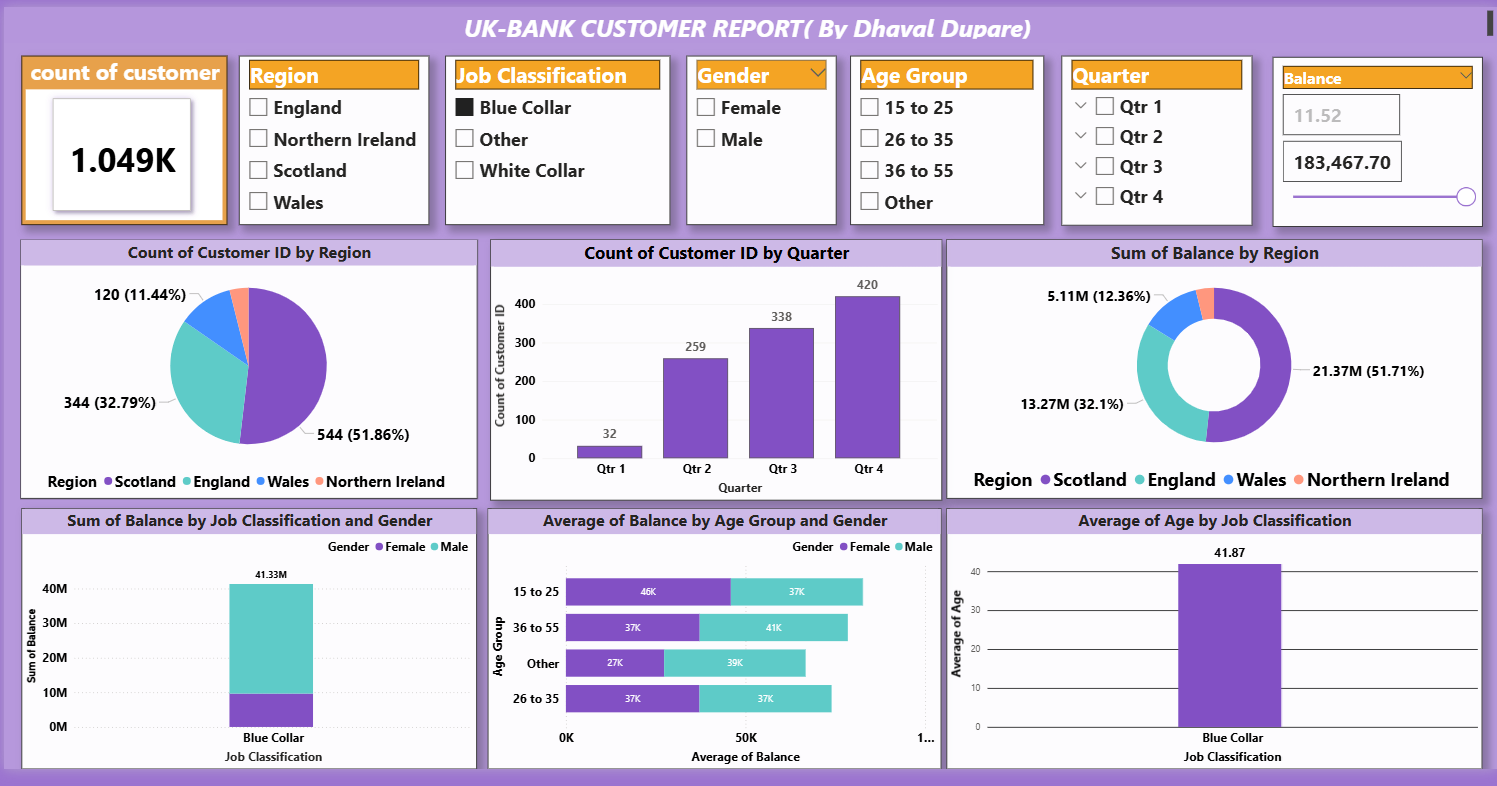 UK-BANK CUSTOMER REPORT( By Dhaval Dupare)
count of customer
1.049K
Region
England
Northern Ireland
Scotland
Wales
Job Classification
Blue Collar
Other
White Collar
Gender
Female
Male
Age Group
15 to 25
26 to 35
36 to 55
Other
Quarter
Qtr 1
Qtr 2
Qtr 3
Qtr 4
Balance
11.52
183,467.70
Count of Customer ID by Region
120 (11.44%)
344 (32.79%)
544 (51.86%)
Region Scotland England Wales Northern Ireland
Count of Customer ID by Quarter
Count of Customer ID
400
300
200
100
0
32
259
338
420
Qtr 1 Qtr 2 Qtr 3 Qtr 4
Quarter
Sum of Balance by Region
5.11M (12.36%)
21.37M (51.71%)
13.27M (32.1%)
Region Scotland England Wales Northern Ireland
Sum of Balance by Job Classification and Gender
Gender Female Male
Sum of Balance
41.33M
40M
30M
20M
10M
0M
Blue Collar
Job Classification
Average of Balance by Age Group and Gender
Gender Female Male
Age Group
15 to 25 46K 37K
36 to 55 37K 41K
Other 27K 39K
26 to 35 37K 37K
0K 50K 1...
Average of Balance
Average of Age by Job Classification
Average of Age
41.87
40
30
20
10
0
Blue Collar
Job Classification